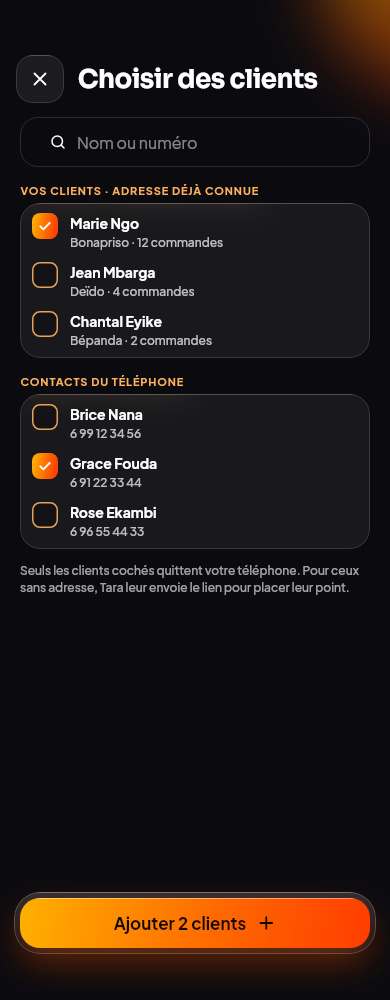 Choisir des clients
Nom ou numéro
VOS CLIENTS · ADRESSE DÉJÀ CONNUE
Marie Ngo
Bonapriso · 12 commandes
Jean Mbarga
Deïdo · 4 commandes
Chantal Eyike
Bépanda · 2 commandes
CONTACTS DU TÉLÉPHONE
Brice Nana
6 99 12 34 56
Grace Fouda
6 91 22 33 44
Rose Ekambi
6 96 55 44 33
Seuls les clients cochés quittent votre téléphone. Pour ceux
sans adresse, Tara leur envoie le lien pour placer leur point.
Ajouter 2 clients